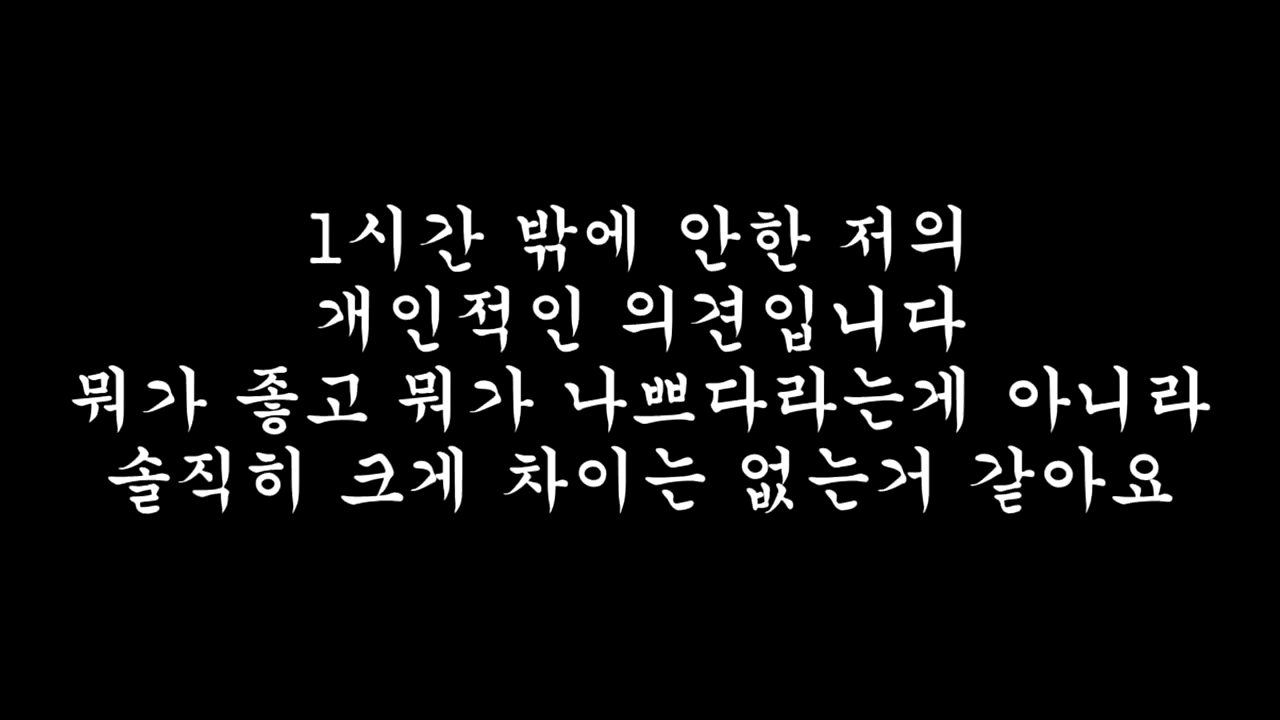 1시간 밖에 안한 저의
개인적인 의견입니다
뭐가 좋고 뭐가 나쁘다라는게 아니라
솔직히 크게 차이는 없는거 같아요